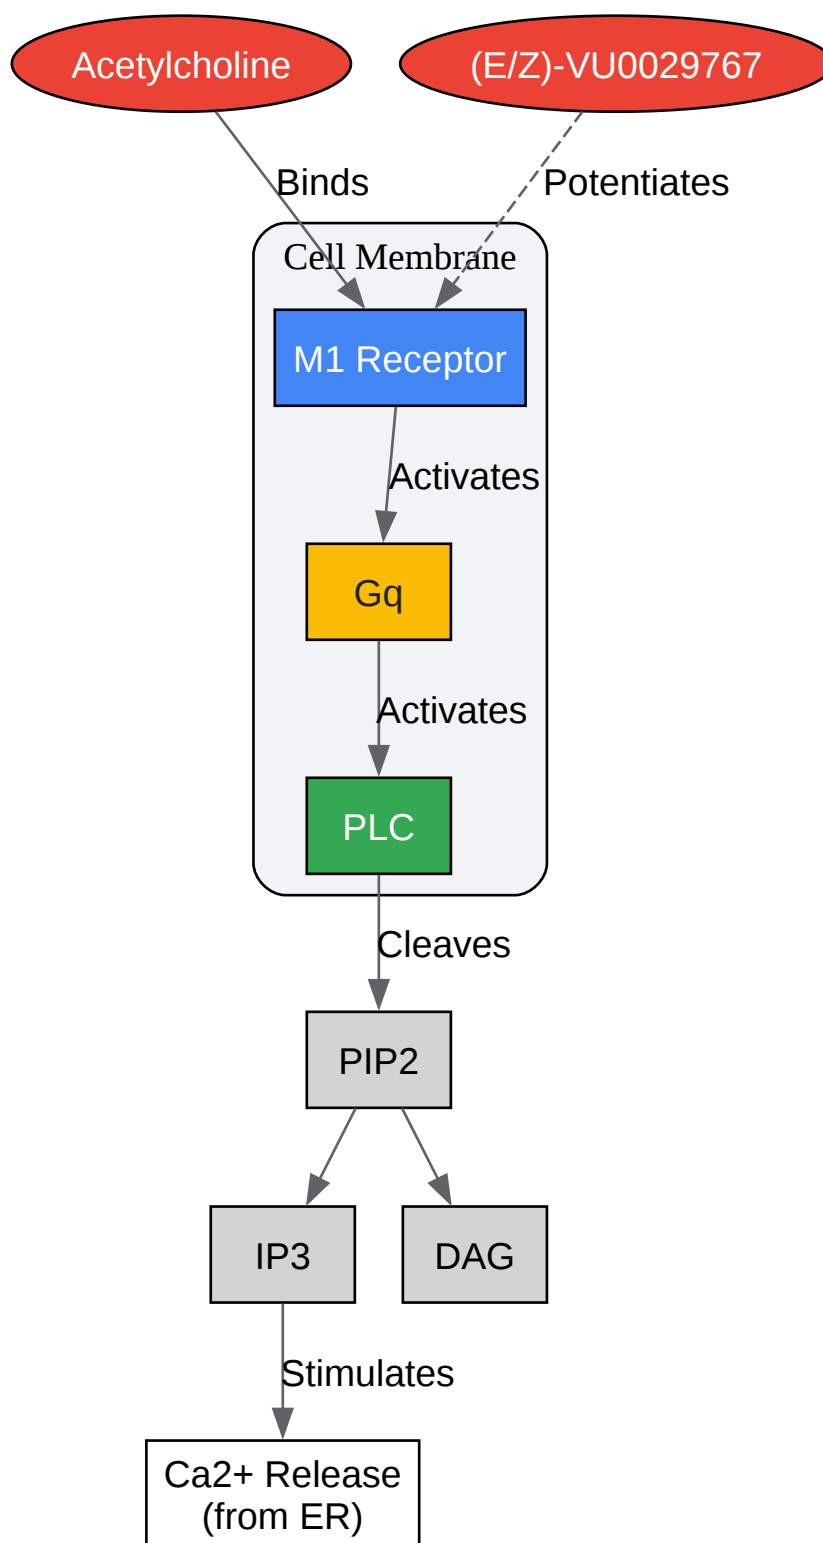 Acetylcholine
(E/Z)-VU0029767
Binds
Potentiates
Cell Membrane
M1 Receptor
Activates
Gq
Activates
PLC
Cleaves
PIP2
IP3
DAG
Stimulates
Ca2+ Release
(from ER)